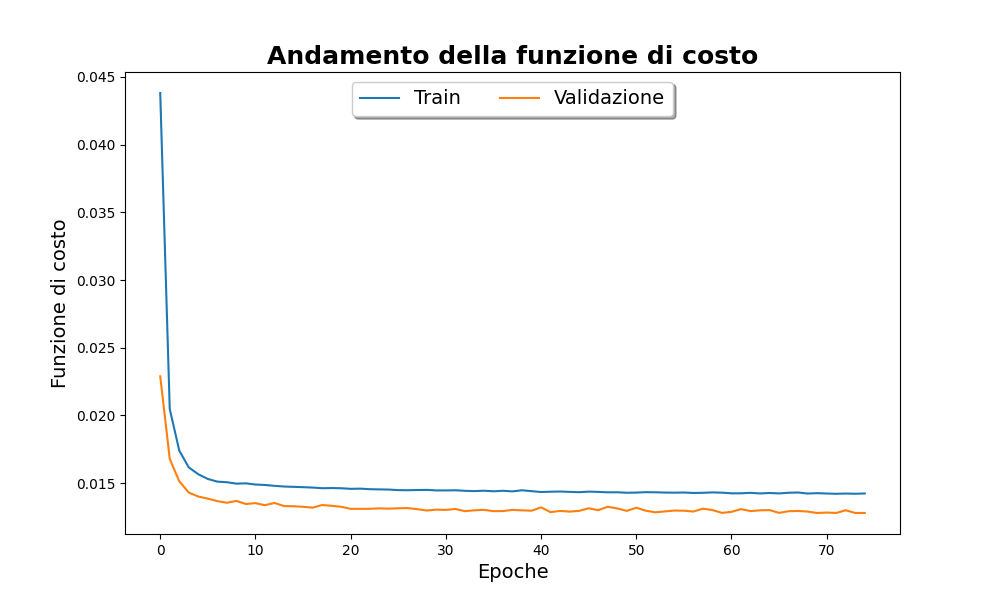 Andamento della funzione di costo
Train
Validazione
0.045
0.040
0.035
0.030
0.025
0.020
0.015
Funzione di costo
0 10 20 30 40 50 60 70
Epoche